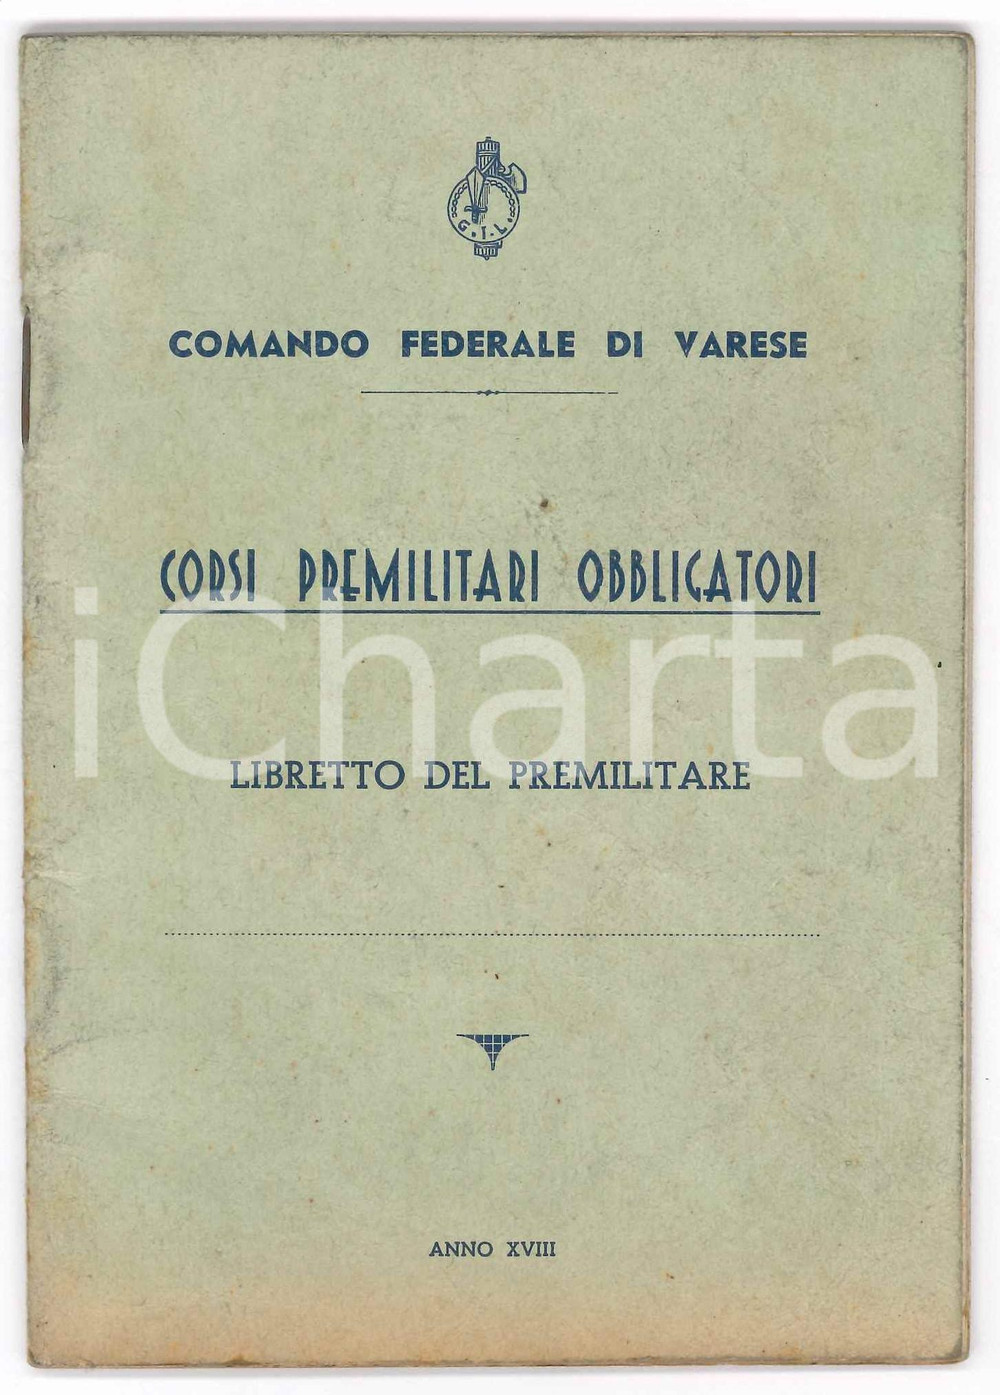 G.I.L.
COMANDO FEDERALE DI VARESE
CORSI PREMILITARI OBBLIGATORI
iCharta
LIBRETTO DEL PREMILITARE
ANNO XVIII